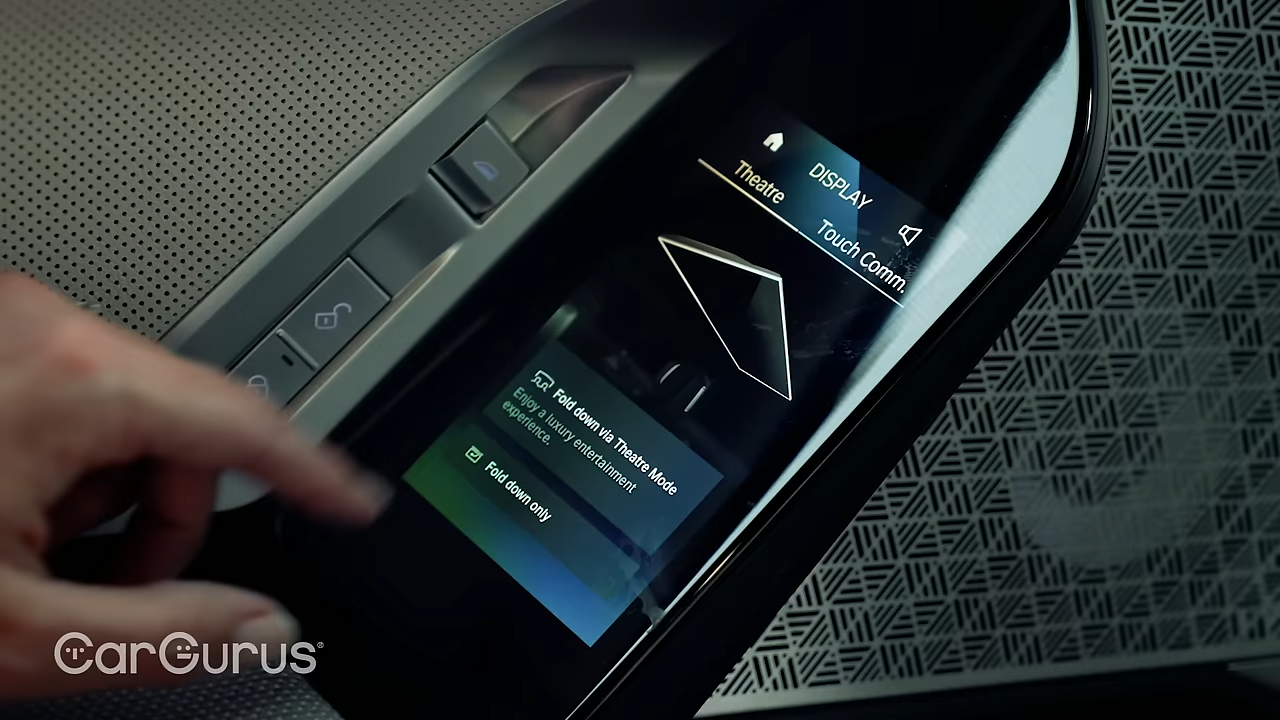 DISPLAY
Theatre
Touch Comm.
Fold down via Theatre Mode
Enjoy a luxury entertainment
experience.
Fold down only
CarGurus®